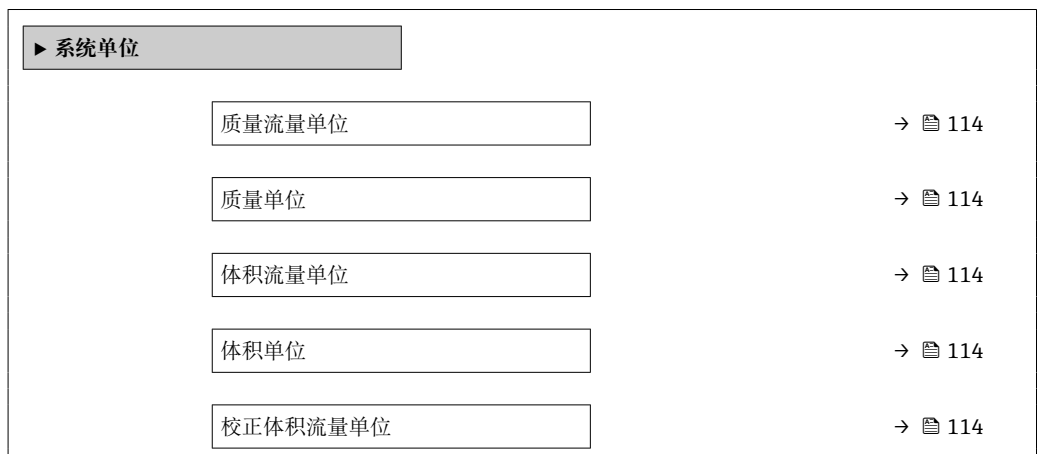 ▶ 系统单位
质量流量单位 → 114
质量单位 → 114
体积流量单位 → 114
体积单位 → 114
校正体积流量单位 → 114